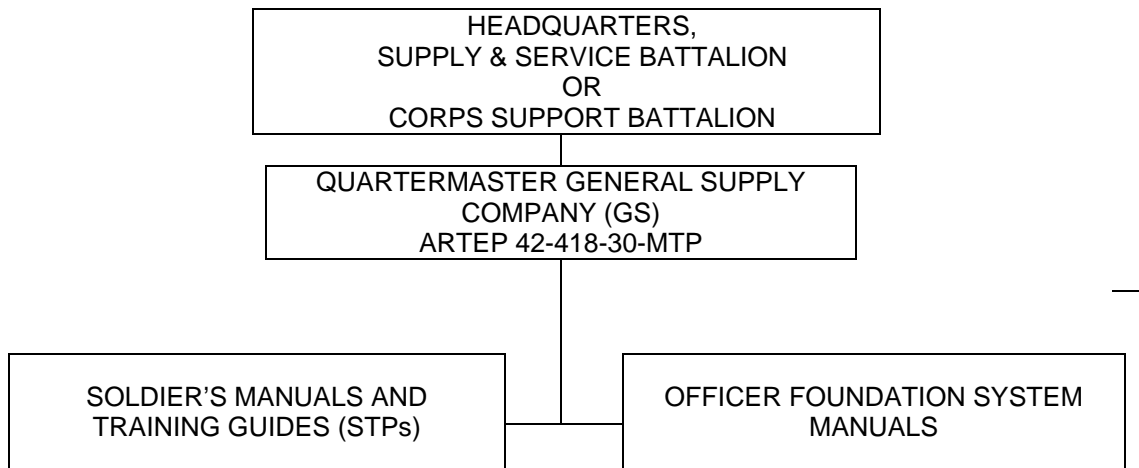 HEADQUARTERS,
SUPPLY & SERVICE BATTALION
OR
CORPS SUPPORT BATTALION
QUARTERMASTER GENERAL SUPPLY
COMPANY (GS)
ARTEP 42-418-30-MTP
SOLDIER'S MANUALS AND
TRAINING GUIDES (STPs)
OFFICER FOUNDATION SYSTEM
MANUALS